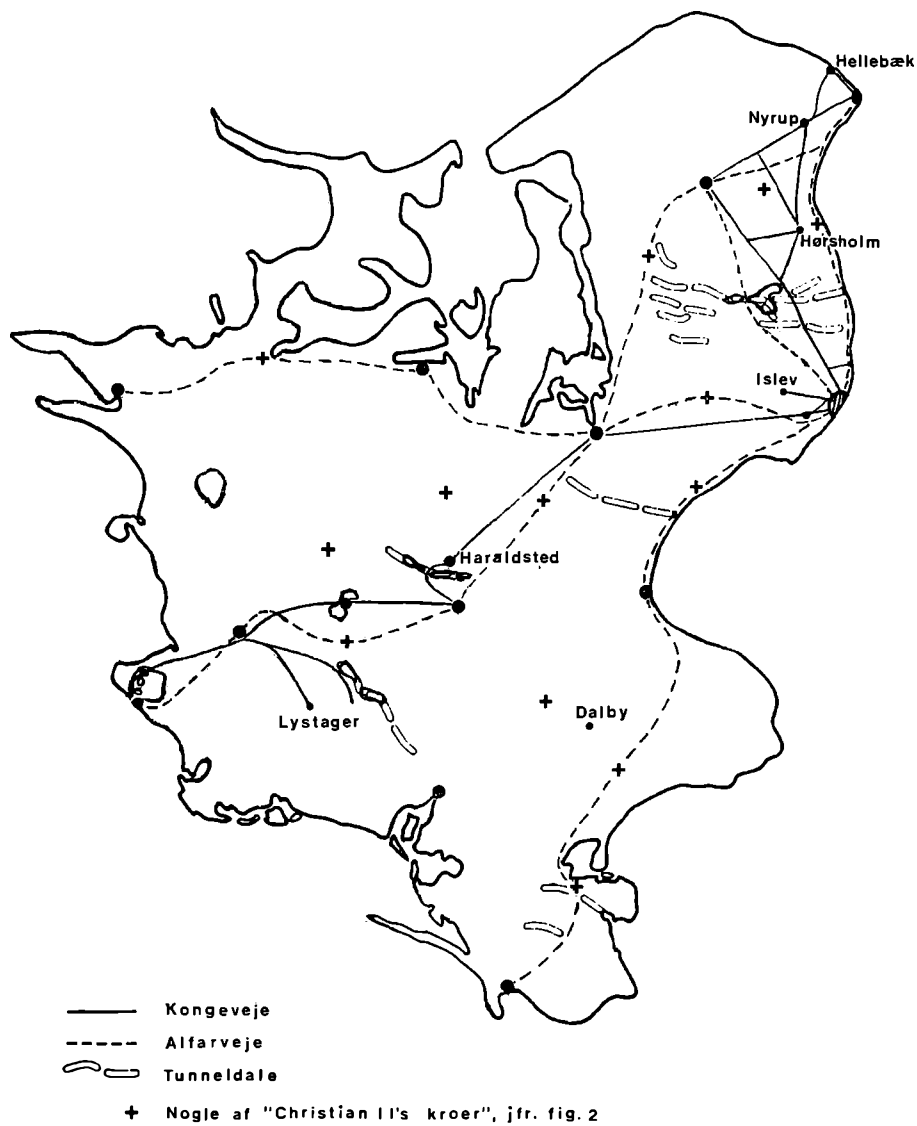 Hellebæk
Nyrup
Hørsholm
Islev
Haraldsted
Lystager
Dalby
Kongeveje
Alfarveje
Tunneldale
Nogle af "Christian II's kroer", jfr. fig. 2